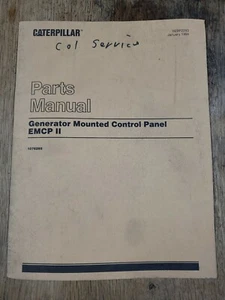 CATERPILLAR
Col Service
Parts
Manual
Generator Mounted Control Panel
EMCP II